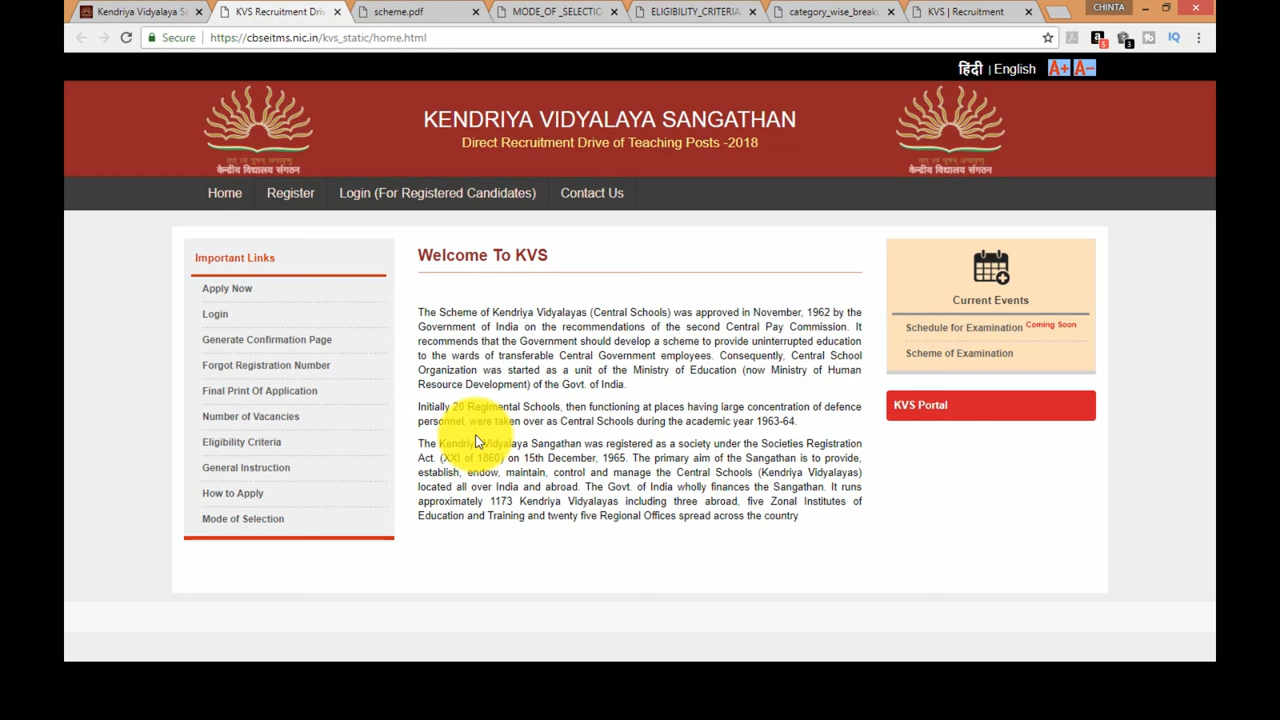 Kendriya Vidyalaya Sa
KVS Recruitment Driv
scheme.pdf
MODE_OF_SELECTIO
ELIGIBILITY_CRITERIA
category_wise_breaku
KVS | Recruitment
CHINTA
Secure
https://cbseitms.nic.in/kvs_static/home.html
हिंदी | English A+ A-
KENDRIYA VIDYALAYA SANGATHAN
Direct Recruitment Drive of Teaching Posts -2018
केन्द्रीय विद्यालय संगठन
केन्द्रीय विद्यालय संगठन
Home Register Login (For Registered Candidates) Contact Us
Important Links
Apply Now
Login
Generate Confirmation Page
Forgot Registration Number
Final Print Of Application
Number of Vacancies
Eligibility Criteria
General Instruction
How to Apply
Mode of Selection
Welcome To KVS
The Scheme of Kendriya Vidyalayas (Central Schools) was approved in November, 1962 by the
Government of India on the recommendations of the second Central Pay Commission. It
recommends that the Government should develop a scheme to provide uninterrupted education
to the wards of transferable Central Government employees. Consequently, Central School
Organization was started as a unit of the Ministry of Education (now Ministry of Human
Resource Development) of the Govt. of India.
Initially 20 Regimental Schools, then functioning at places having large concentration of defence
personnel, were taken over as Central Schools during the academic year 1963-64.
The Kendriya Vidyalaya Sangathan was registered as a society under the Societies Registration
Act. (XXI of 1860) on 15th December, 1965. The primary aim of the Sangathan is to provide,
establish, endow, maintain, control and manage the Central Schools (Kendriya Vidyalayas)
located all over India and abroad. The Govt. of India wholly finances the Sangathan. It runs
approximately 1173 Kendriya Vidyalayas including three abroad, five Zonal Institutes of
Education and Training and twenty five Regional Offices spread across the country
Current Events
Schedule for Examination Coming Soon
Scheme of Examination
KVS Portal